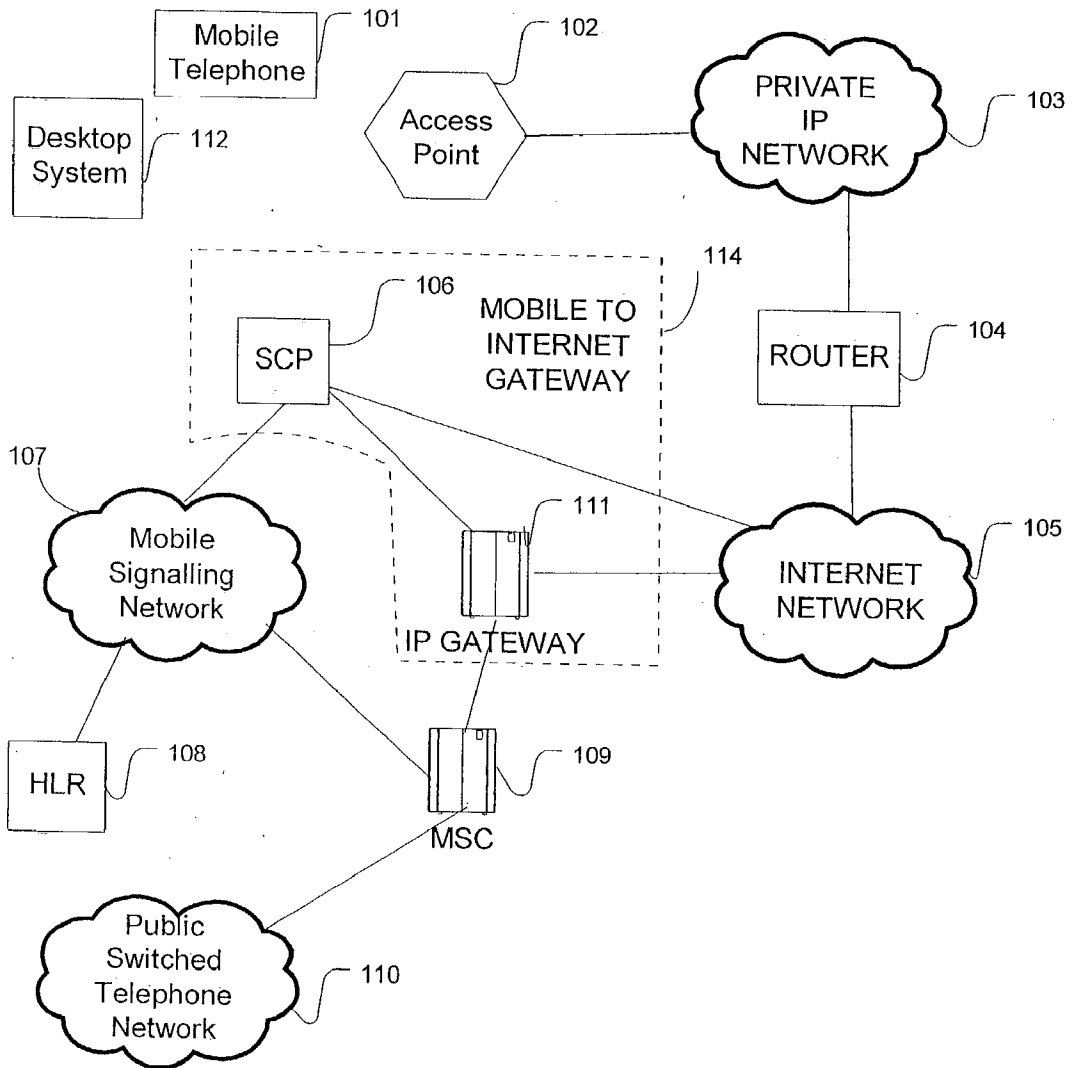 Mobile
Telephone
101
102
PRIVATE
IP
NETWORK
103
Desktop
System
112
Access
Point
106
114
SCP
MOBILE TO
INTERNET
GATEWAY
ROUTER
104
107
Mobile
Signalling
Network
111
105
INTERNET
NETWORK
IP GATEWAY
HLR
108
109
MSC
Public
Switched
Telephone
Network
110